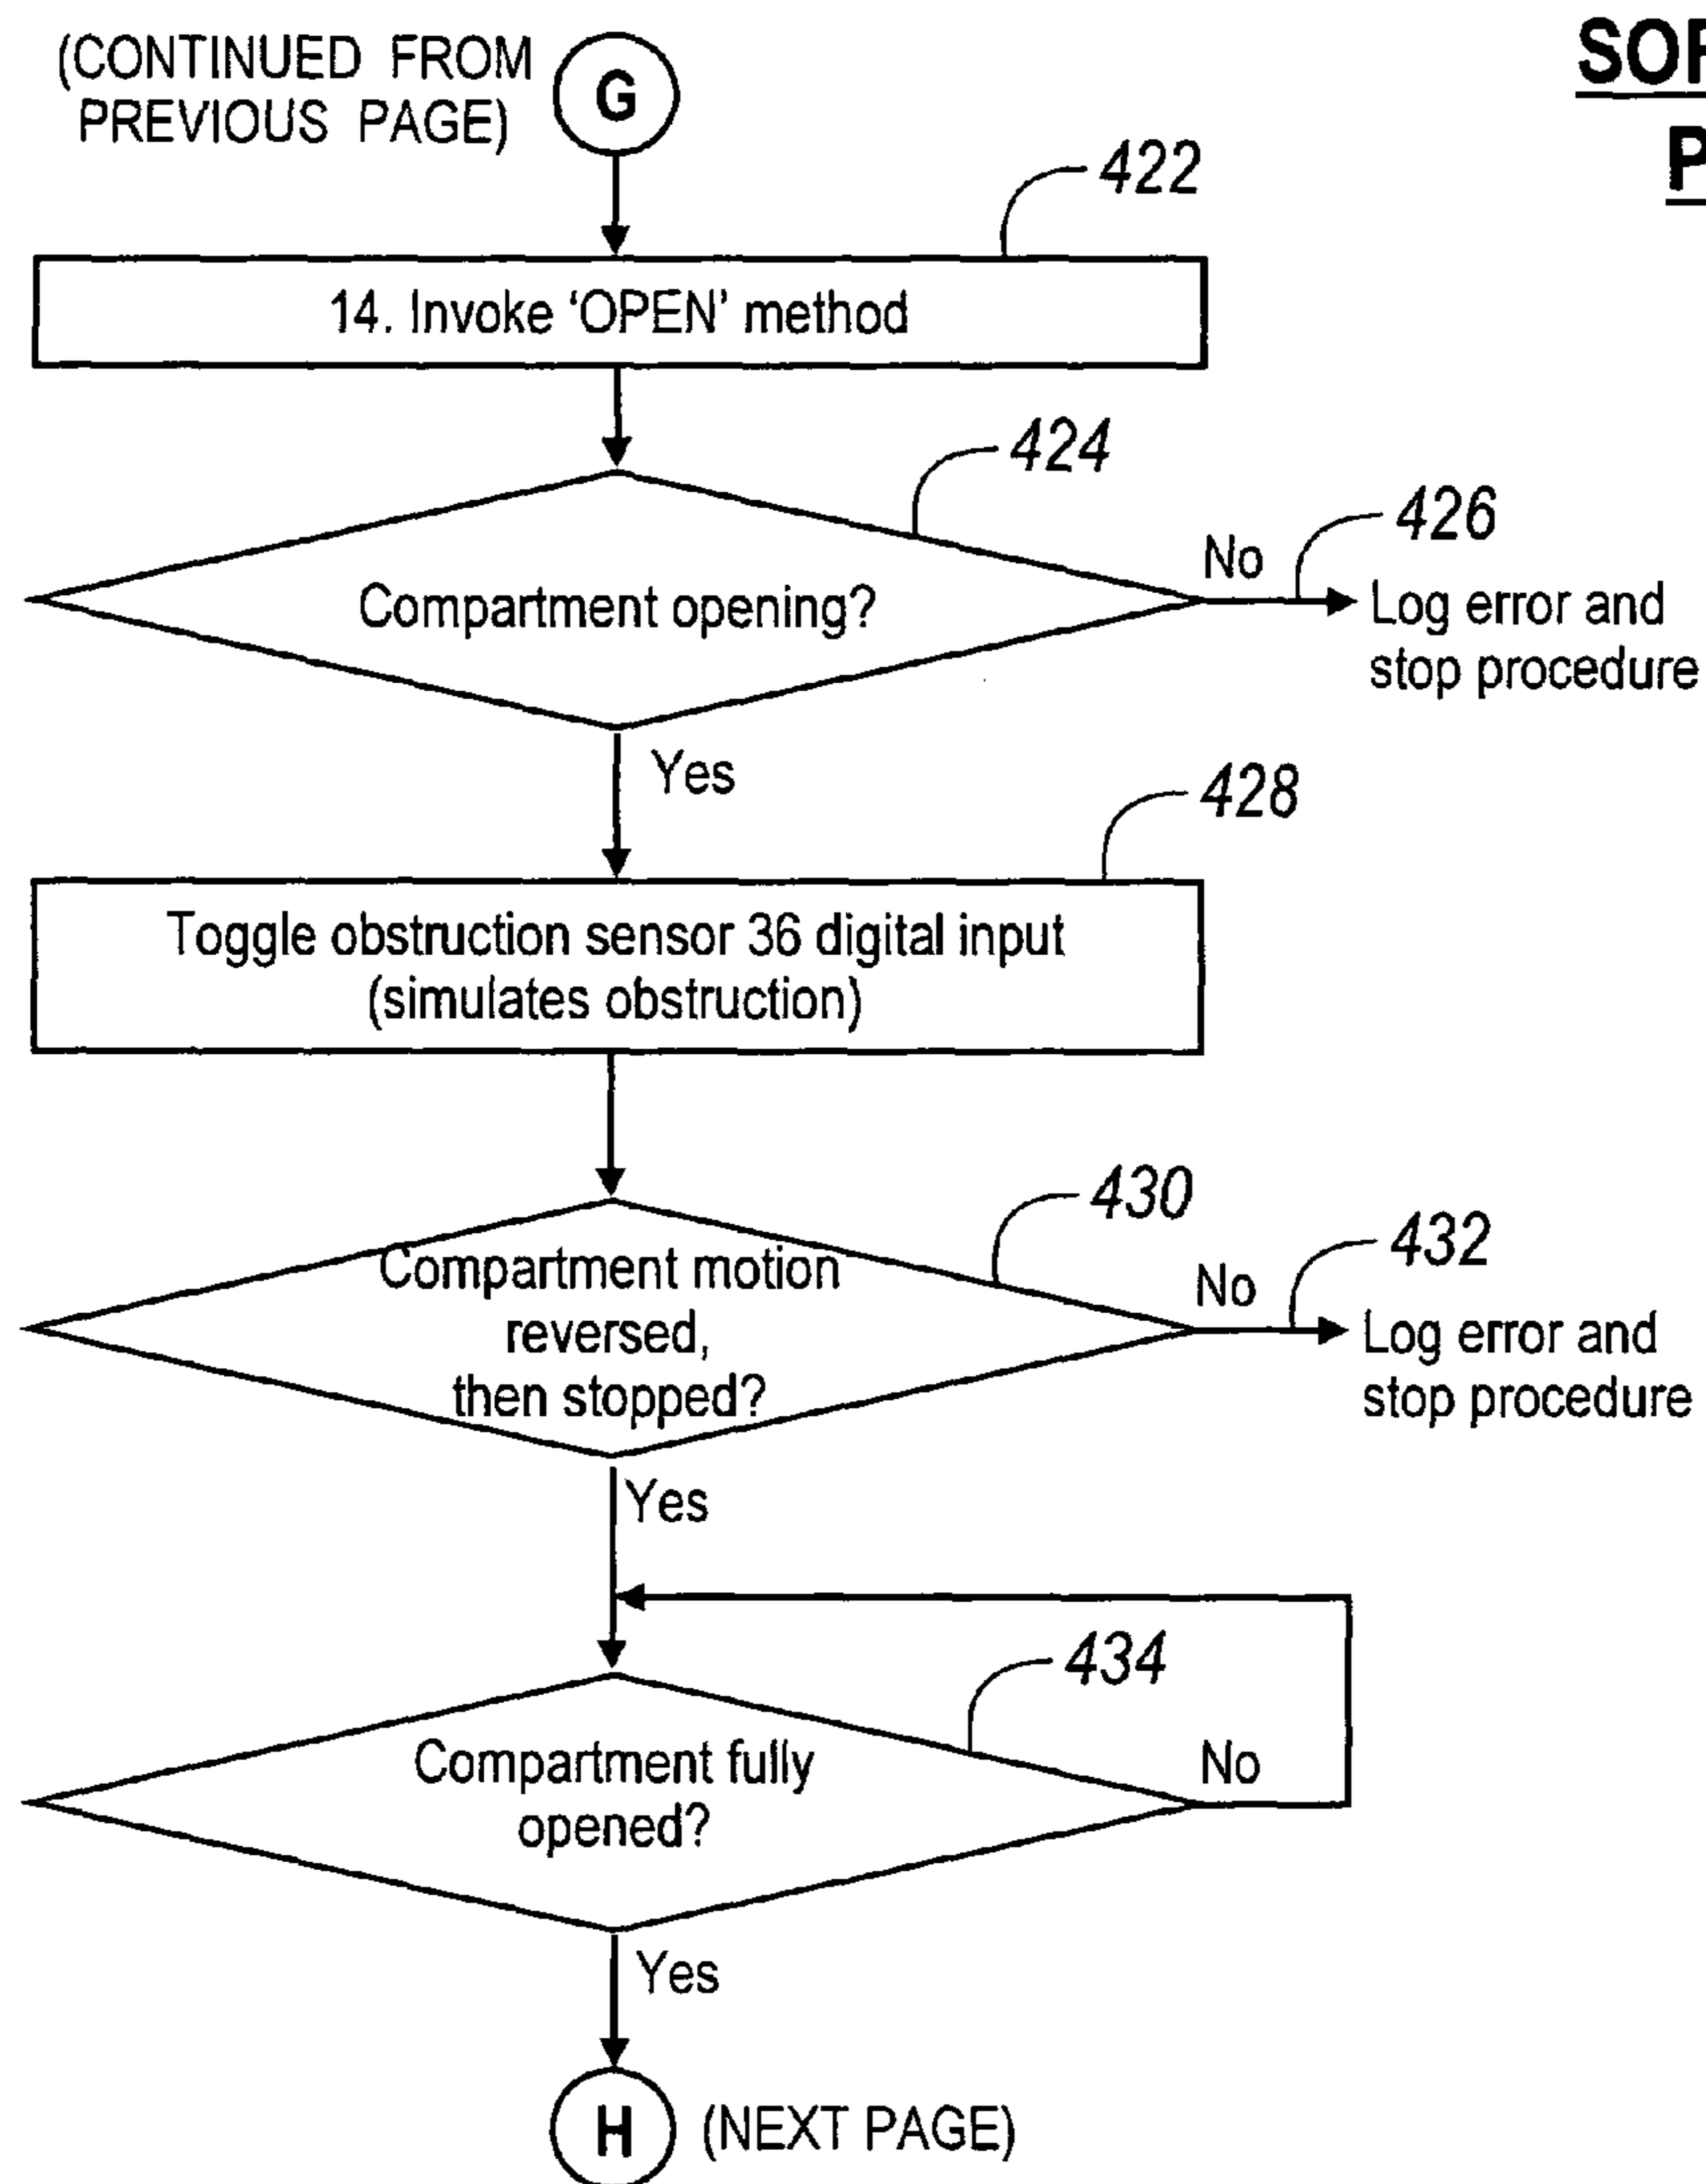 (CONTINUED FROM
PREVIOUS PAGE)
G
422
14. Invoke ‘OPEN’ method
424
Compartment opening?
426
No
Log error and
stop procedure
Yes
428
Toggle obstruction sensor 36 digital input
(simulates obstruction)
430
Compartment motion
reversed,
then stopped?
432
No
Log error and
stop procedure
Yes
434
Compartment fully
opened?
No
Yes
H
(NEXT PAGE)